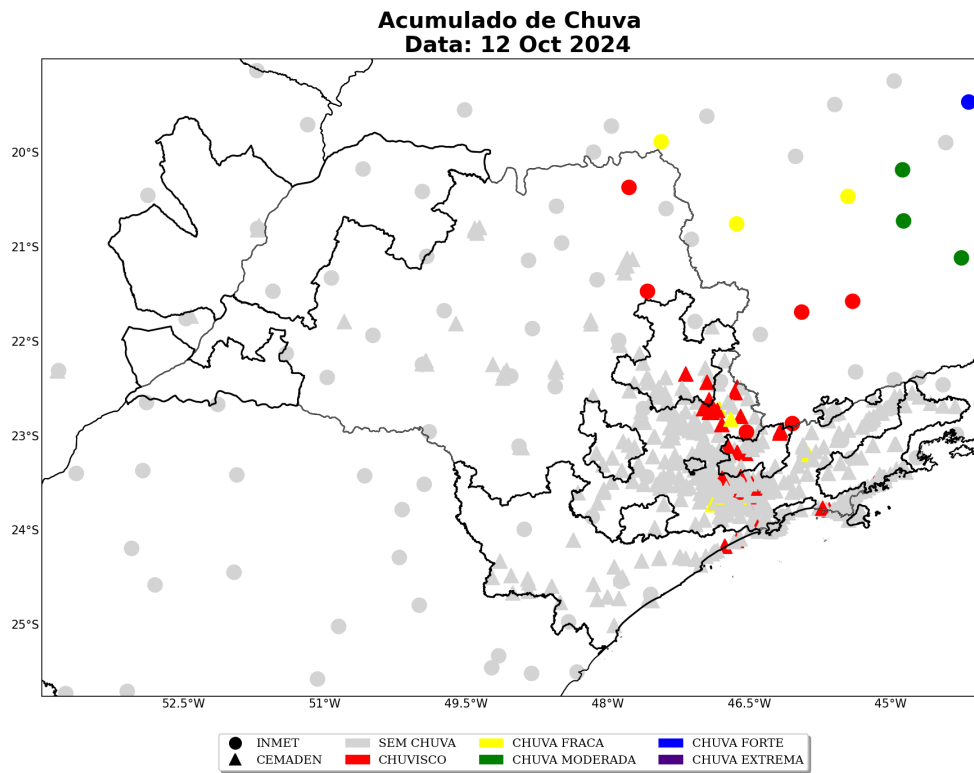 Acumulado de Chuva
Data: 12 Oct 2024
20°S
21°S
22°S
23°S
24°S
25°S
52.5°W
51°W
49.5°W
48°W
46.5°W
45°W
INMET
SEM CHUVA
CHUVA FRACA
CHUVA FORTE
CEMADEN
CHUVISCO
CHUVA MODERADA
CHUVA EXTREMA